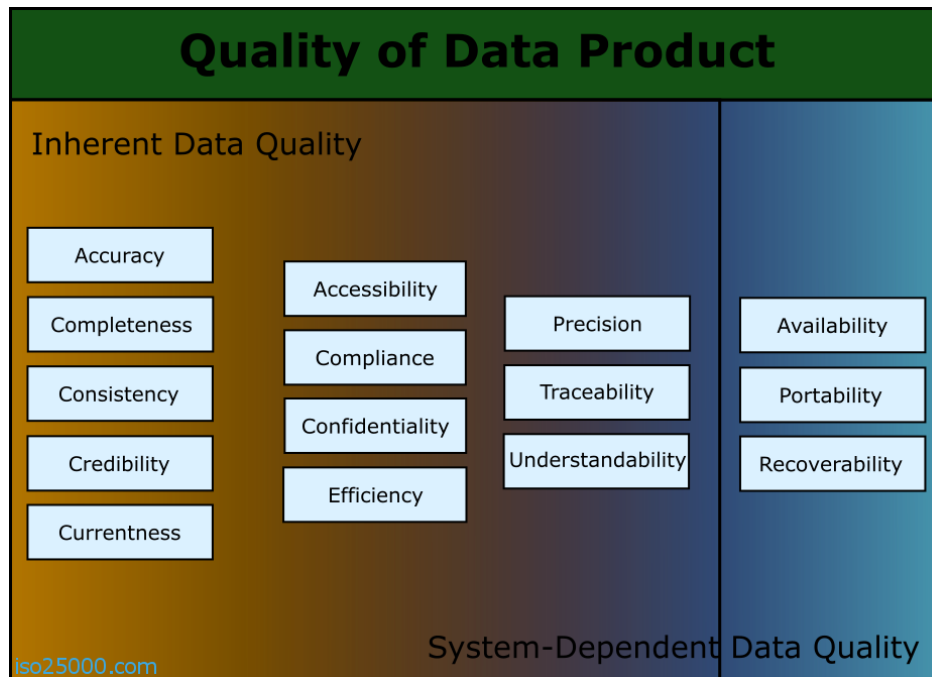 Quality of Data Product
Inherent Data Quality
Accuracy
Completeness
Consistency
Credibility
Currentness
Accessibility
Compliance
Confidentiality
Efficiency
Precision
Traceability
Understandability
Availability
Portability
Recoverability
System-Dependent Data Quality
iso25000.com